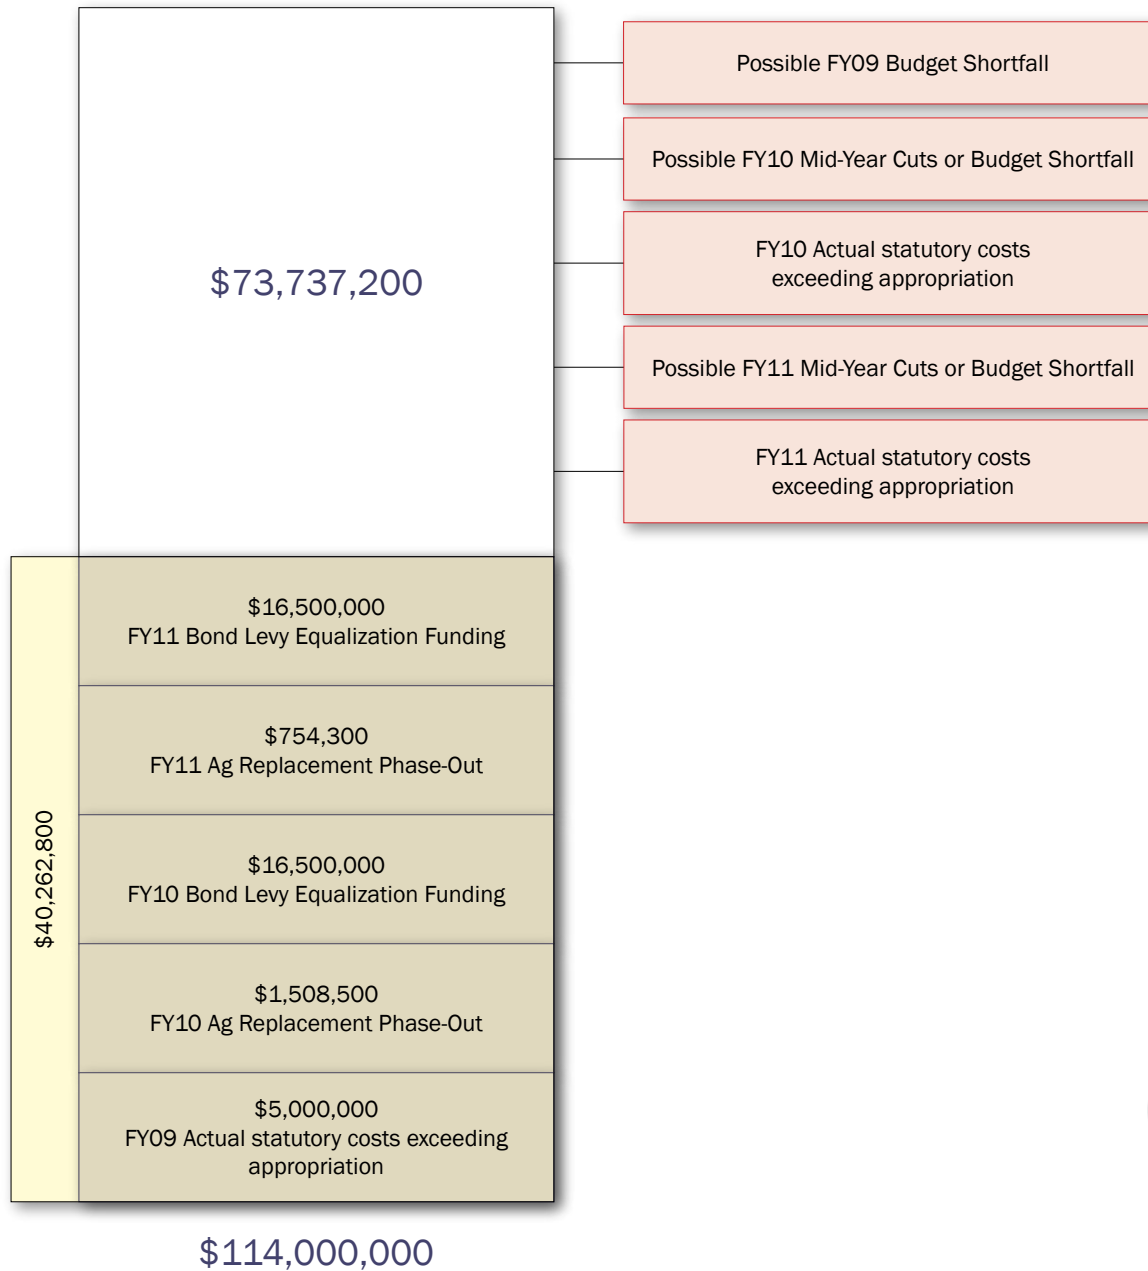 $73,737,200
Possible FY09 Budget Shortfall
Possible FY10 Mid-Year Cuts or Budget Shortfall
FY10 Actual statutory costs
exceeding appropriation
Possible FY11 Mid-Year Cuts or Budget Shortfall
FY11 Actual statutory costs
exceeding appropriation
$40,262,800
$16,500,000
FY11 Bond Levy Equalization Funding
$754,300
FY11 Ag Replacement Phase-Out
$16,500,000
FY10 Bond Levy Equalization Funding
$1,508,500
FY10 Ag Replacement Phase-Out
$5,000,000
FY09 Actual statutory costs exceeding
appropriation
$114,000,000